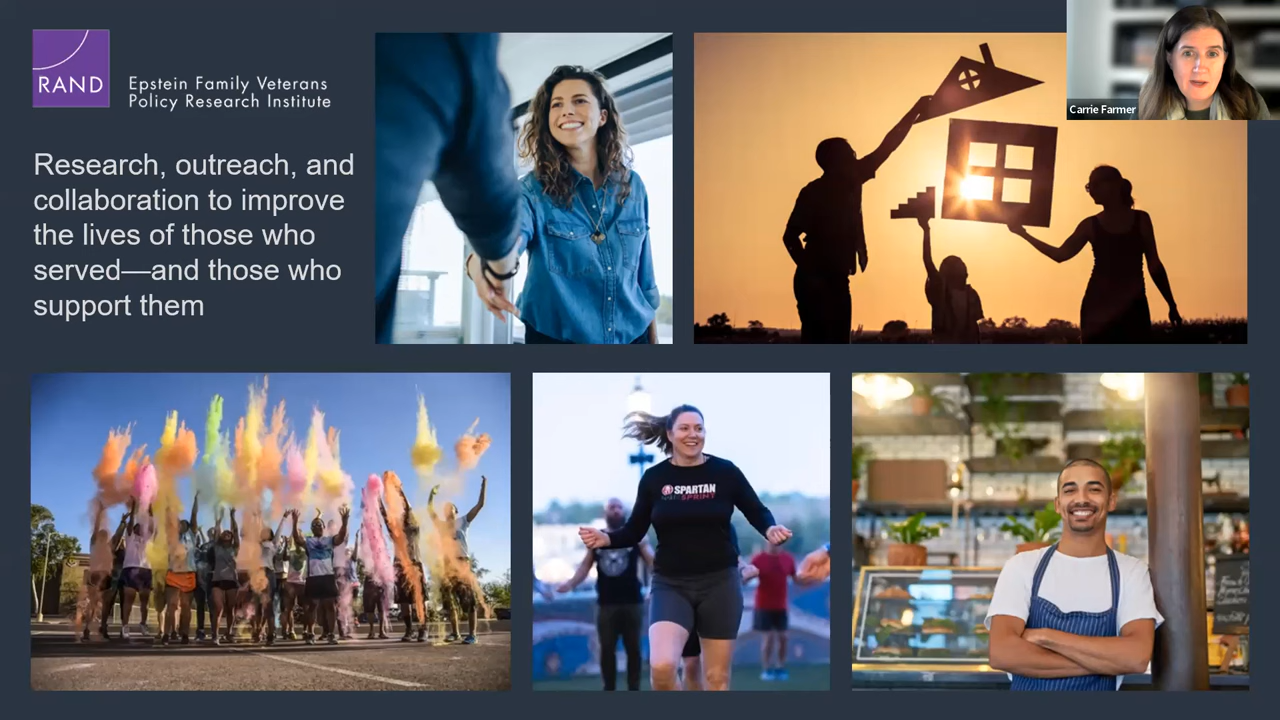 RAND
Epstein Family Veterans
Policy Research Institute
Carrie Farmer
Research, outreach, and
collaboration to improve
the lives of those who
served—and those who
support them
SPARTAN
SPRINT